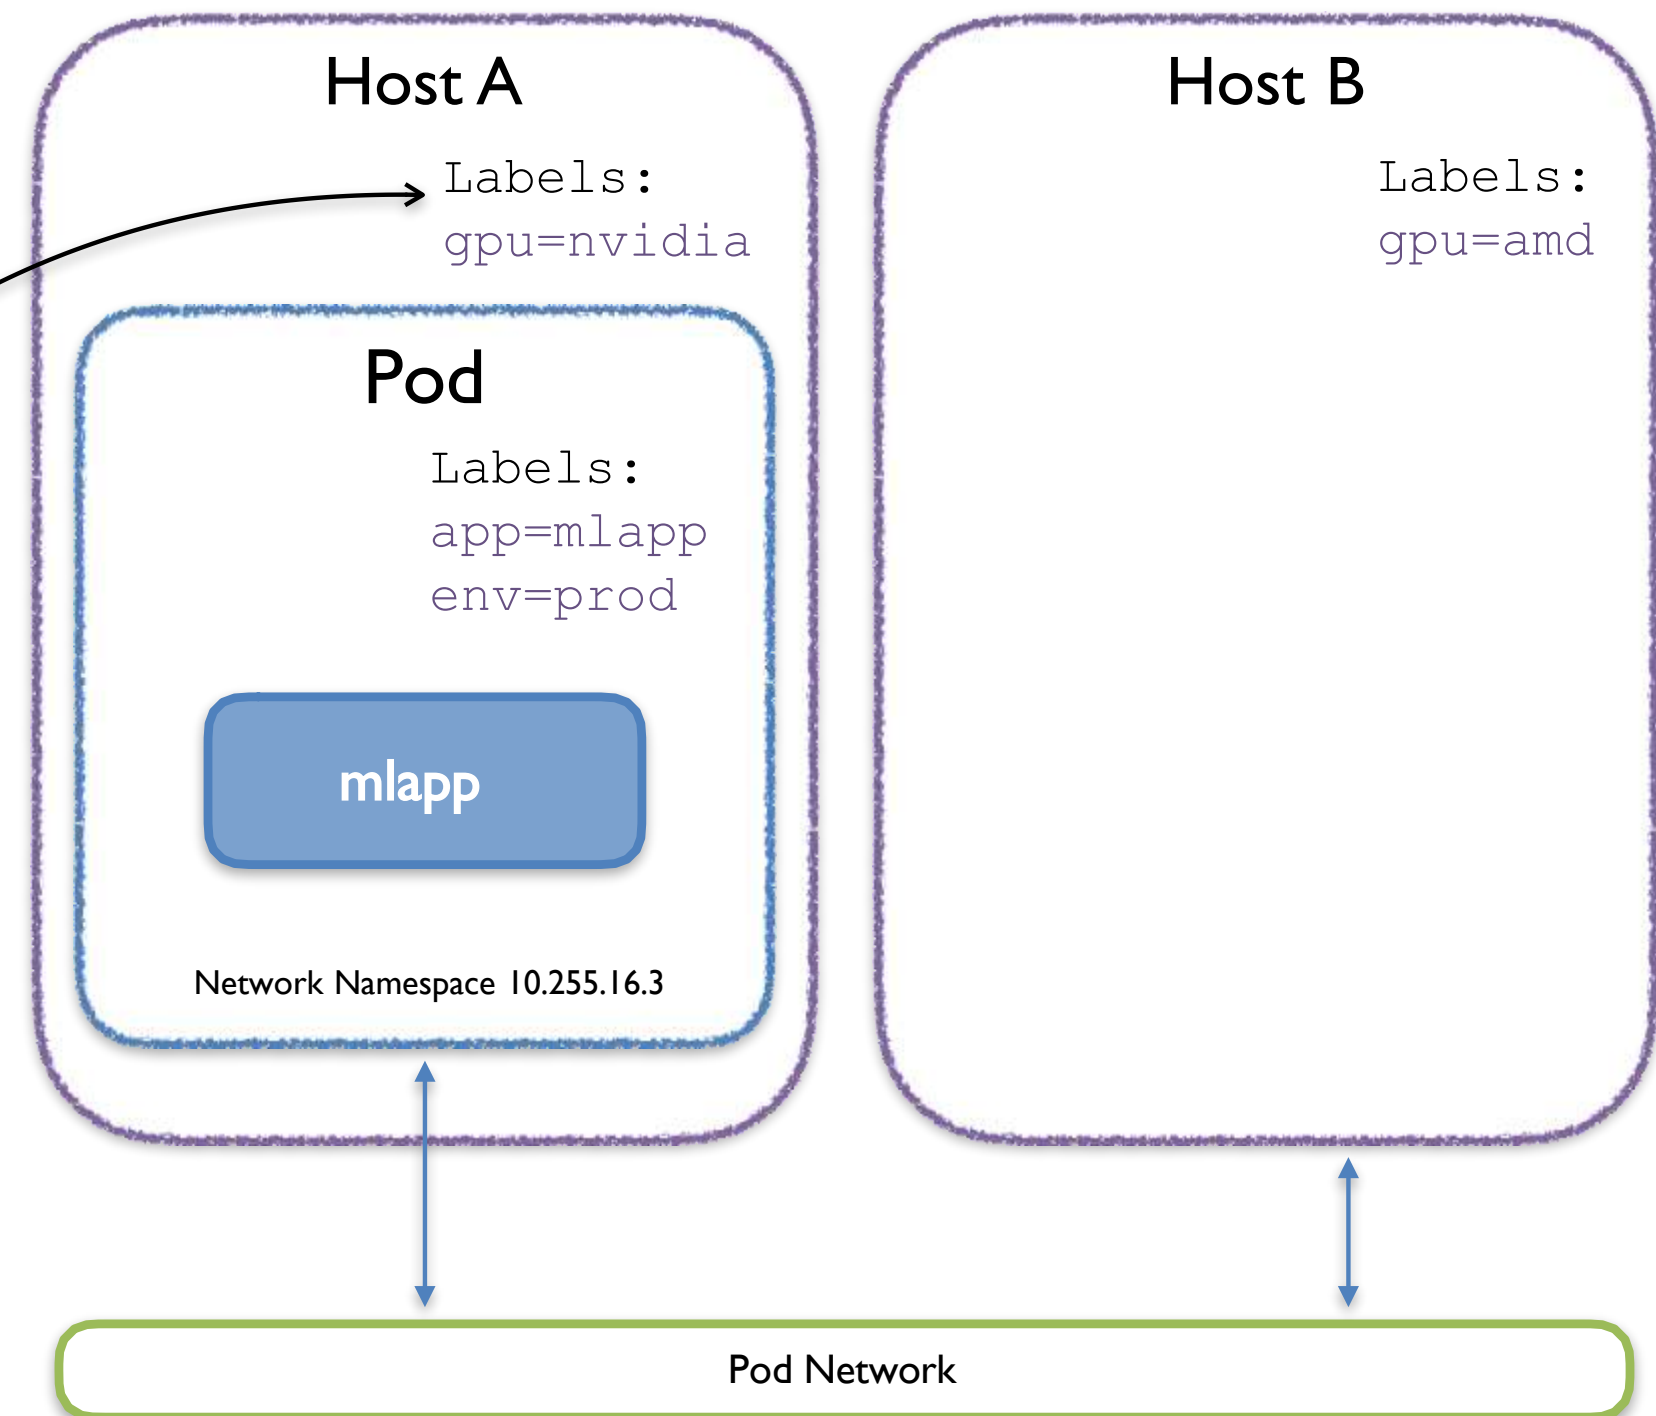 Host A
Labels:
gpu=nvidia
Pod
Labels:
app=mlapp
env=prod
mlapp
Network Namespace 10.255.16.3
Host B
Labels:
gpu=amd
Pod Network